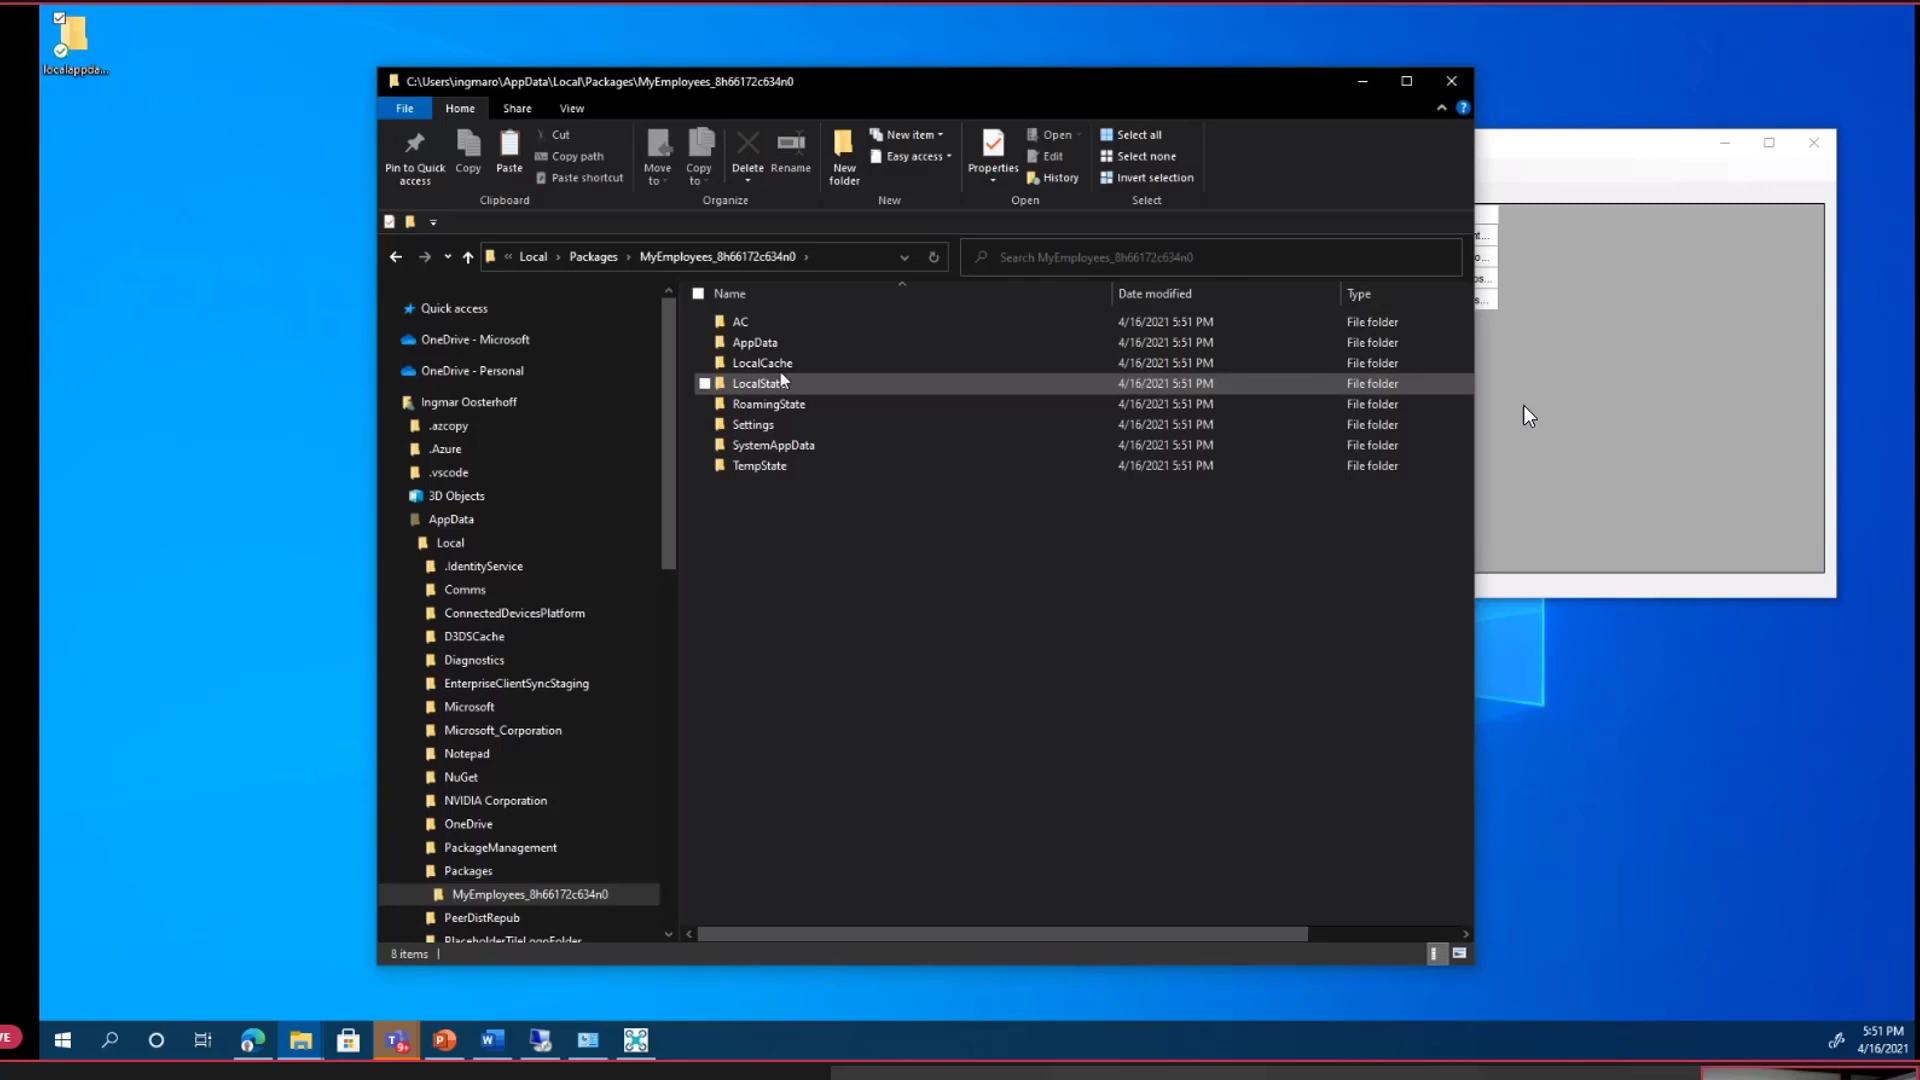 localappda...
C:\Users\ingmaro\AppData\Local\Packages\MyEmployees_8h66172c634n0
File
Home
Share
View
Pin to Quick access
Copy
Paste
Cut
Copy path
Paste shortcut
Clipboard
Move to
Copy to
Delete
Rename
Organize
New folder
New item
Easy access
New
Properties
Open
Edit
History
Open
Select all
Select none
Invert selection
Select
« Local › Packages › MyEmployees_8h66172c634n0 ›
Search MyEmployees_8h66172c634n0
Quick access
OneDrive - Microsoft
OneDrive - Personal
Ingmar Oosterhoff
.azcopy
.Azure
.vscode
3D Objects
AppData
Local
.IdentityService
Comms
ConnectedDevicesPlatform
D3DSCache
Diagnostics
EnterpriseClientSyncStaging
Microsoft
Microsoft_Corporation
Notepad
NuGet
NVIDIA Corporation
OneDrive
PackageManagement
Packages
MyEmployees_8h66172c634n0
PeerDistRepub
PlaceholderTileLogoFolder
Name Date modified Type
AC 4/16/2021 5:51 PM File folder
AppData 4/16/2021 5:51 PM File folder
LocalCache 4/16/2021 5:51 PM File folder
LocalState 4/16/2021 5:51 PM File folder
RoamingState 4/16/2021 5:51 PM File folder
Settings 4/16/2021 5:51 PM File folder
SystemAppData 4/16/2021 5:51 PM File folder
TempState 4/16/2021 5:51 PM File folder
8 items
9+
5:51 PM
4/16/2021